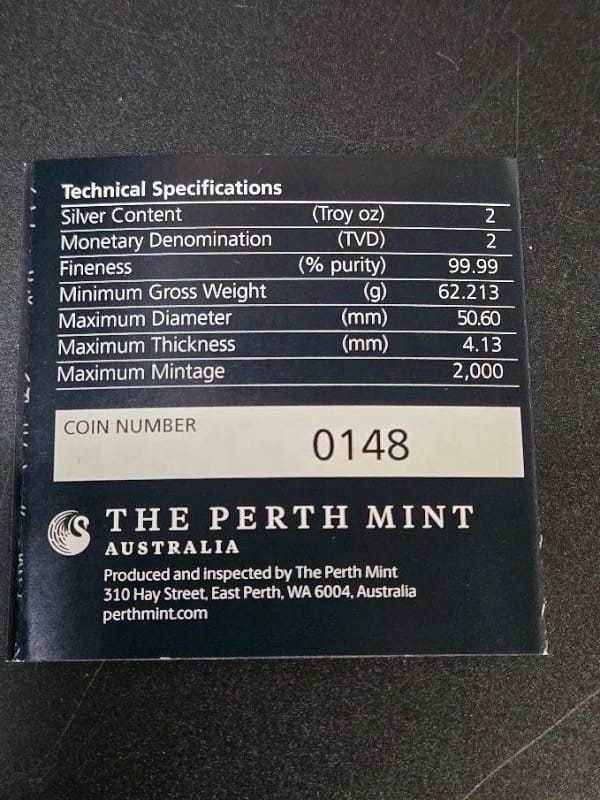 Technical Specifications
Silver Content (Troy oz) 2
Monetary Denomination (TVD) 2
Fineness (% purity) 99.99
Minimum Gross Weight (g) 62.213
Maximum Diameter (mm) 50.60
Maximum Thickness (mm) 4.13
Maximum Mintage 2,000
COIN NUMBER 0148
THE PERTH MINT
AUSTRALIA
Produced and inspected by The Perth Mint
310 Hay Street, East Perth, WA 6004, Australia
perthmint.com